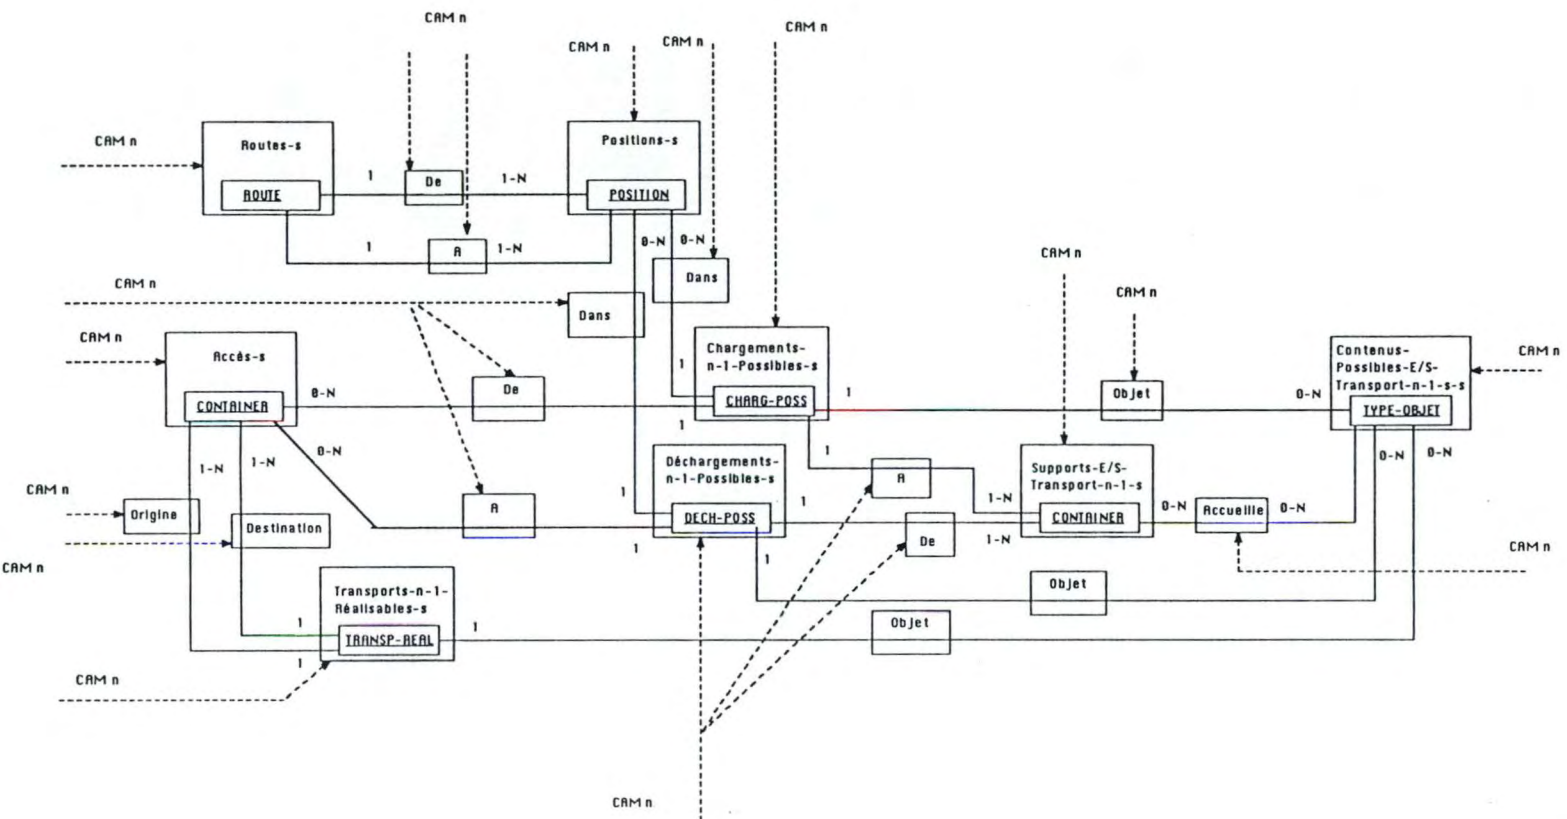 CAM n
CAM n
CAM n
CAM n
CAM n
Routes-s
Positions-s
ROUTE
1
De
1-N
POSITION
1
A
1-N
0-N
0-N
CAM n
CAM n
CAM n
Dans
Dans
CAM n
Accès-s
CONTAINER
0-N
De
Chargements-
n-1-Possibles-s
1
CHARG-POSS
1
1
Objet
0-N
Contenus-
Possibles-E/S-
Transport-n-1-s-s
TYPE-OBJET
CAM n
1-N
1-N
0-N
Déchargements-
n-1-Possibles-s
1
DECH-POSS
1
1
1
1
A
1-N
Supports-E/S-
Transport-n-1-s
CONTAINER
0-N
Accueille
0-N
0-N
0-N
CAM n
Origine
Destination
A
De
1-N
CAM n
CAM n
Transports-n-1-
Réalisables-s
1
TRANSP-REAL
1
1
Objet
Objet
CAM n
CAM n